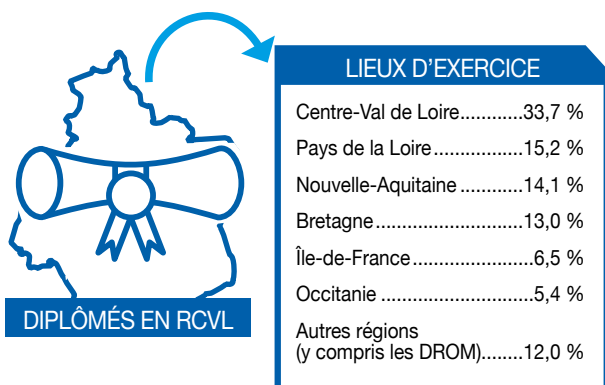 LIEUX D'EXERCICE
Centre-Val de Loire............33,7 %
Pays de la Loire................15,2 %
Nouvelle-Aquitaine............14,1 %
Bretagne..........................13,0 %
Île-de-France.....................6,5 %
Occitanie .........................5,4 %
Autres régions
(y compris les DROM)........12,0 %
DIPLÔMÉS EN RCVL